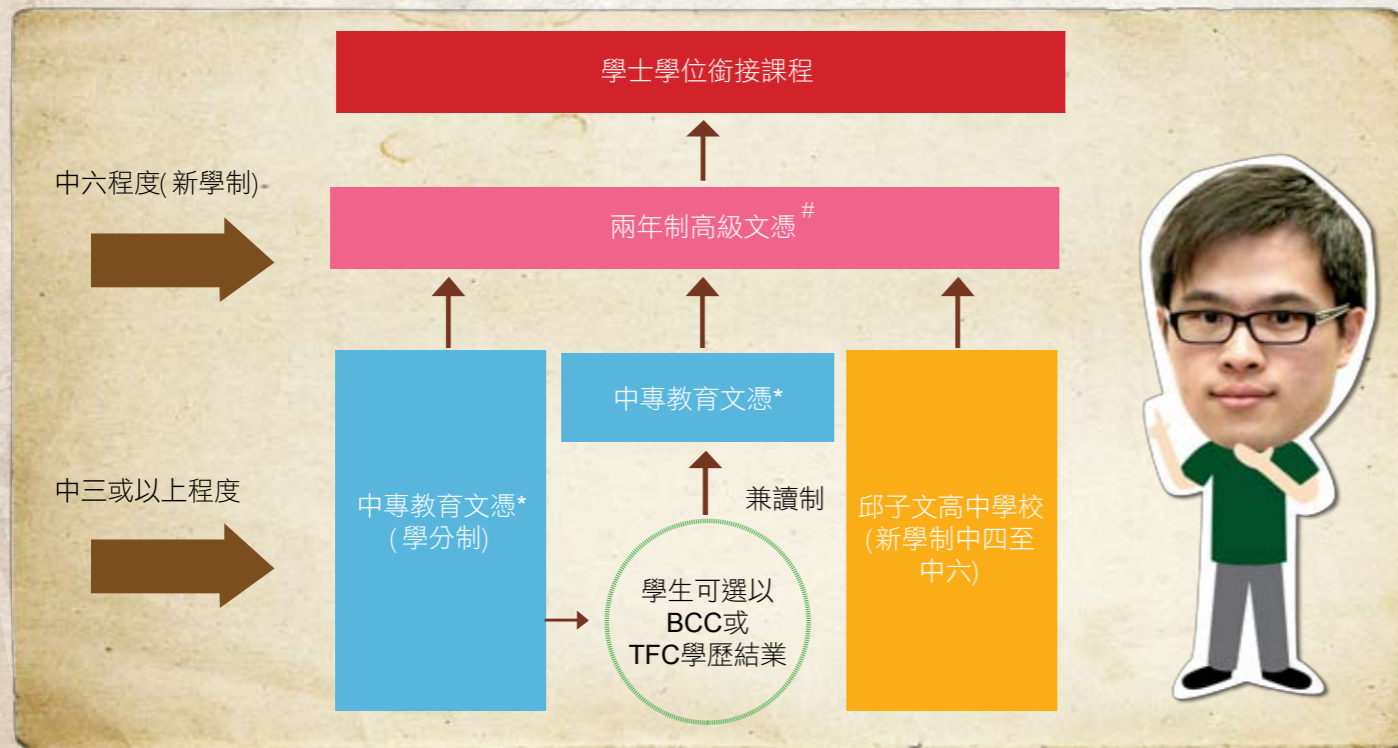 學士學位銜接課程
中六程度( 新學制)
兩年制高級文憑 #
中專教育文憑*
中三或以上程度
中專教育文憑*
( 學分制)
兼讀制
邱子文高中學校
(新學制中四至
中六)
學生可選以
BCC或
TFC學歷結業